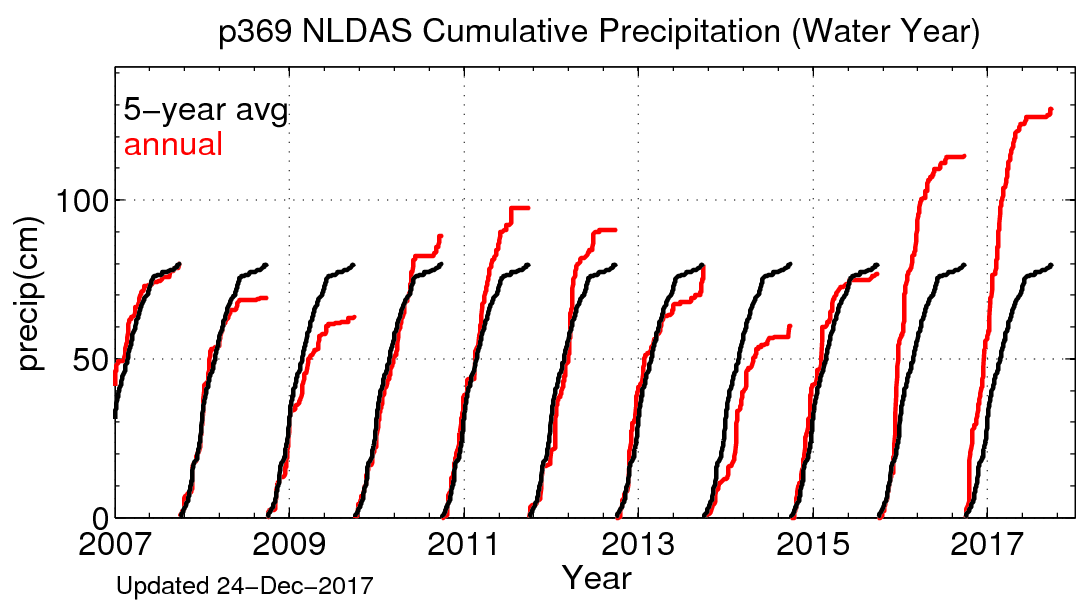 p369 NLDAS Cumulative Precipitation (Water Year)
5−year avg
annual
precip(cm)
100
50
0
2007 2009 2011 2013 2015 2017
Year
Updated 24−Dec−2017